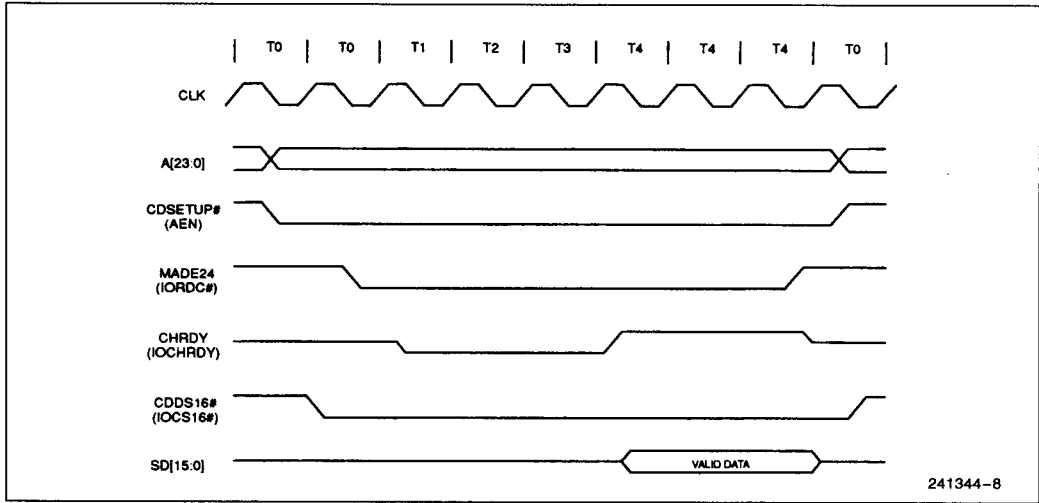 T0 T0 T1 T2 T3 T4 T4 T4 T0
CLK
A[23:0]
CDSETUP#
(AEN)
MADE24
(IORDC#)
CHRDY
(IOCHRDY)
CDDS16#
(IOCS16#)
SD[15:0]
VALID DATA
241344-8